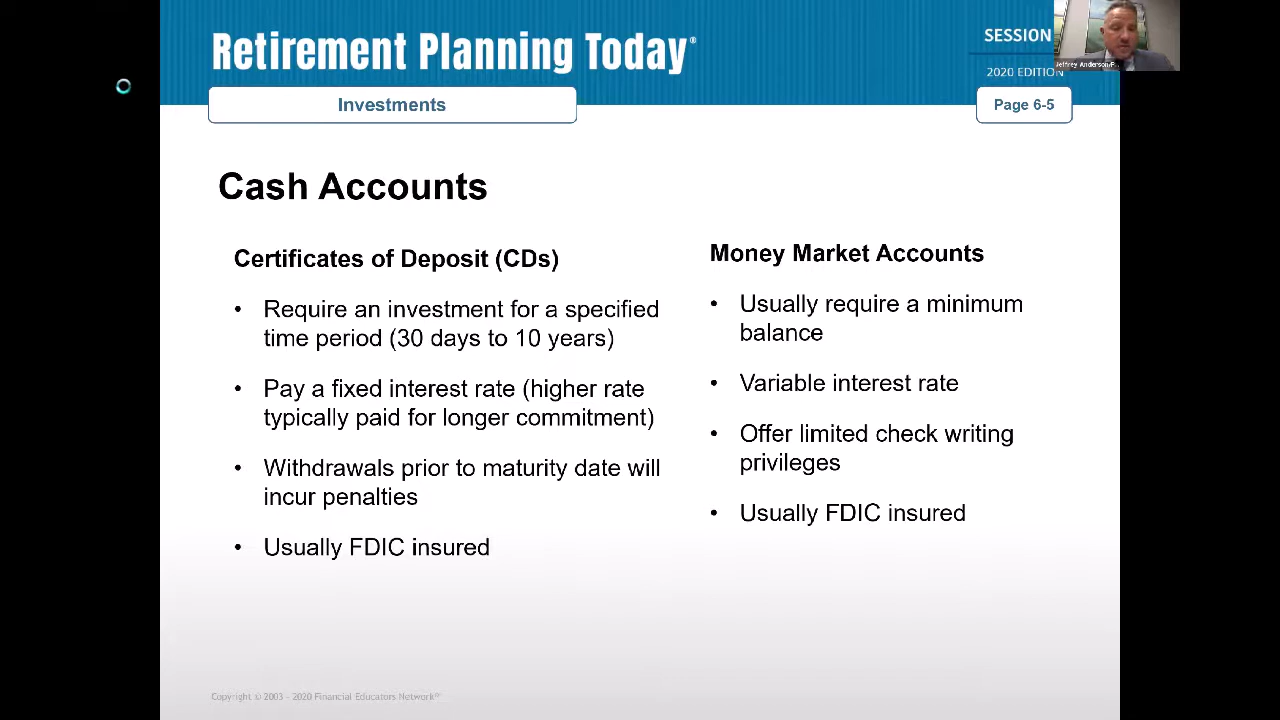 Retirement Planning Today®
SESSION
2020 EDITION
Jeffrey Anderson/P...
Investments
Page 6-5
Cash Accounts
Certificates of Deposit (CDs)
• Require an investment for a specified
time period (30 days to 10 years)
• Pay a fixed interest rate (higher rate
typically paid for longer commitment)
• Withdrawals prior to maturity date will
incur penalties
• Usually FDIC insured
Money Market Accounts
• Usually require a minimum
balance
• Variable interest rate
• Offer limited check writing
privileges
• Usually FDIC insured
Copyright © 2003 - 2020 Financial Educators Network℠